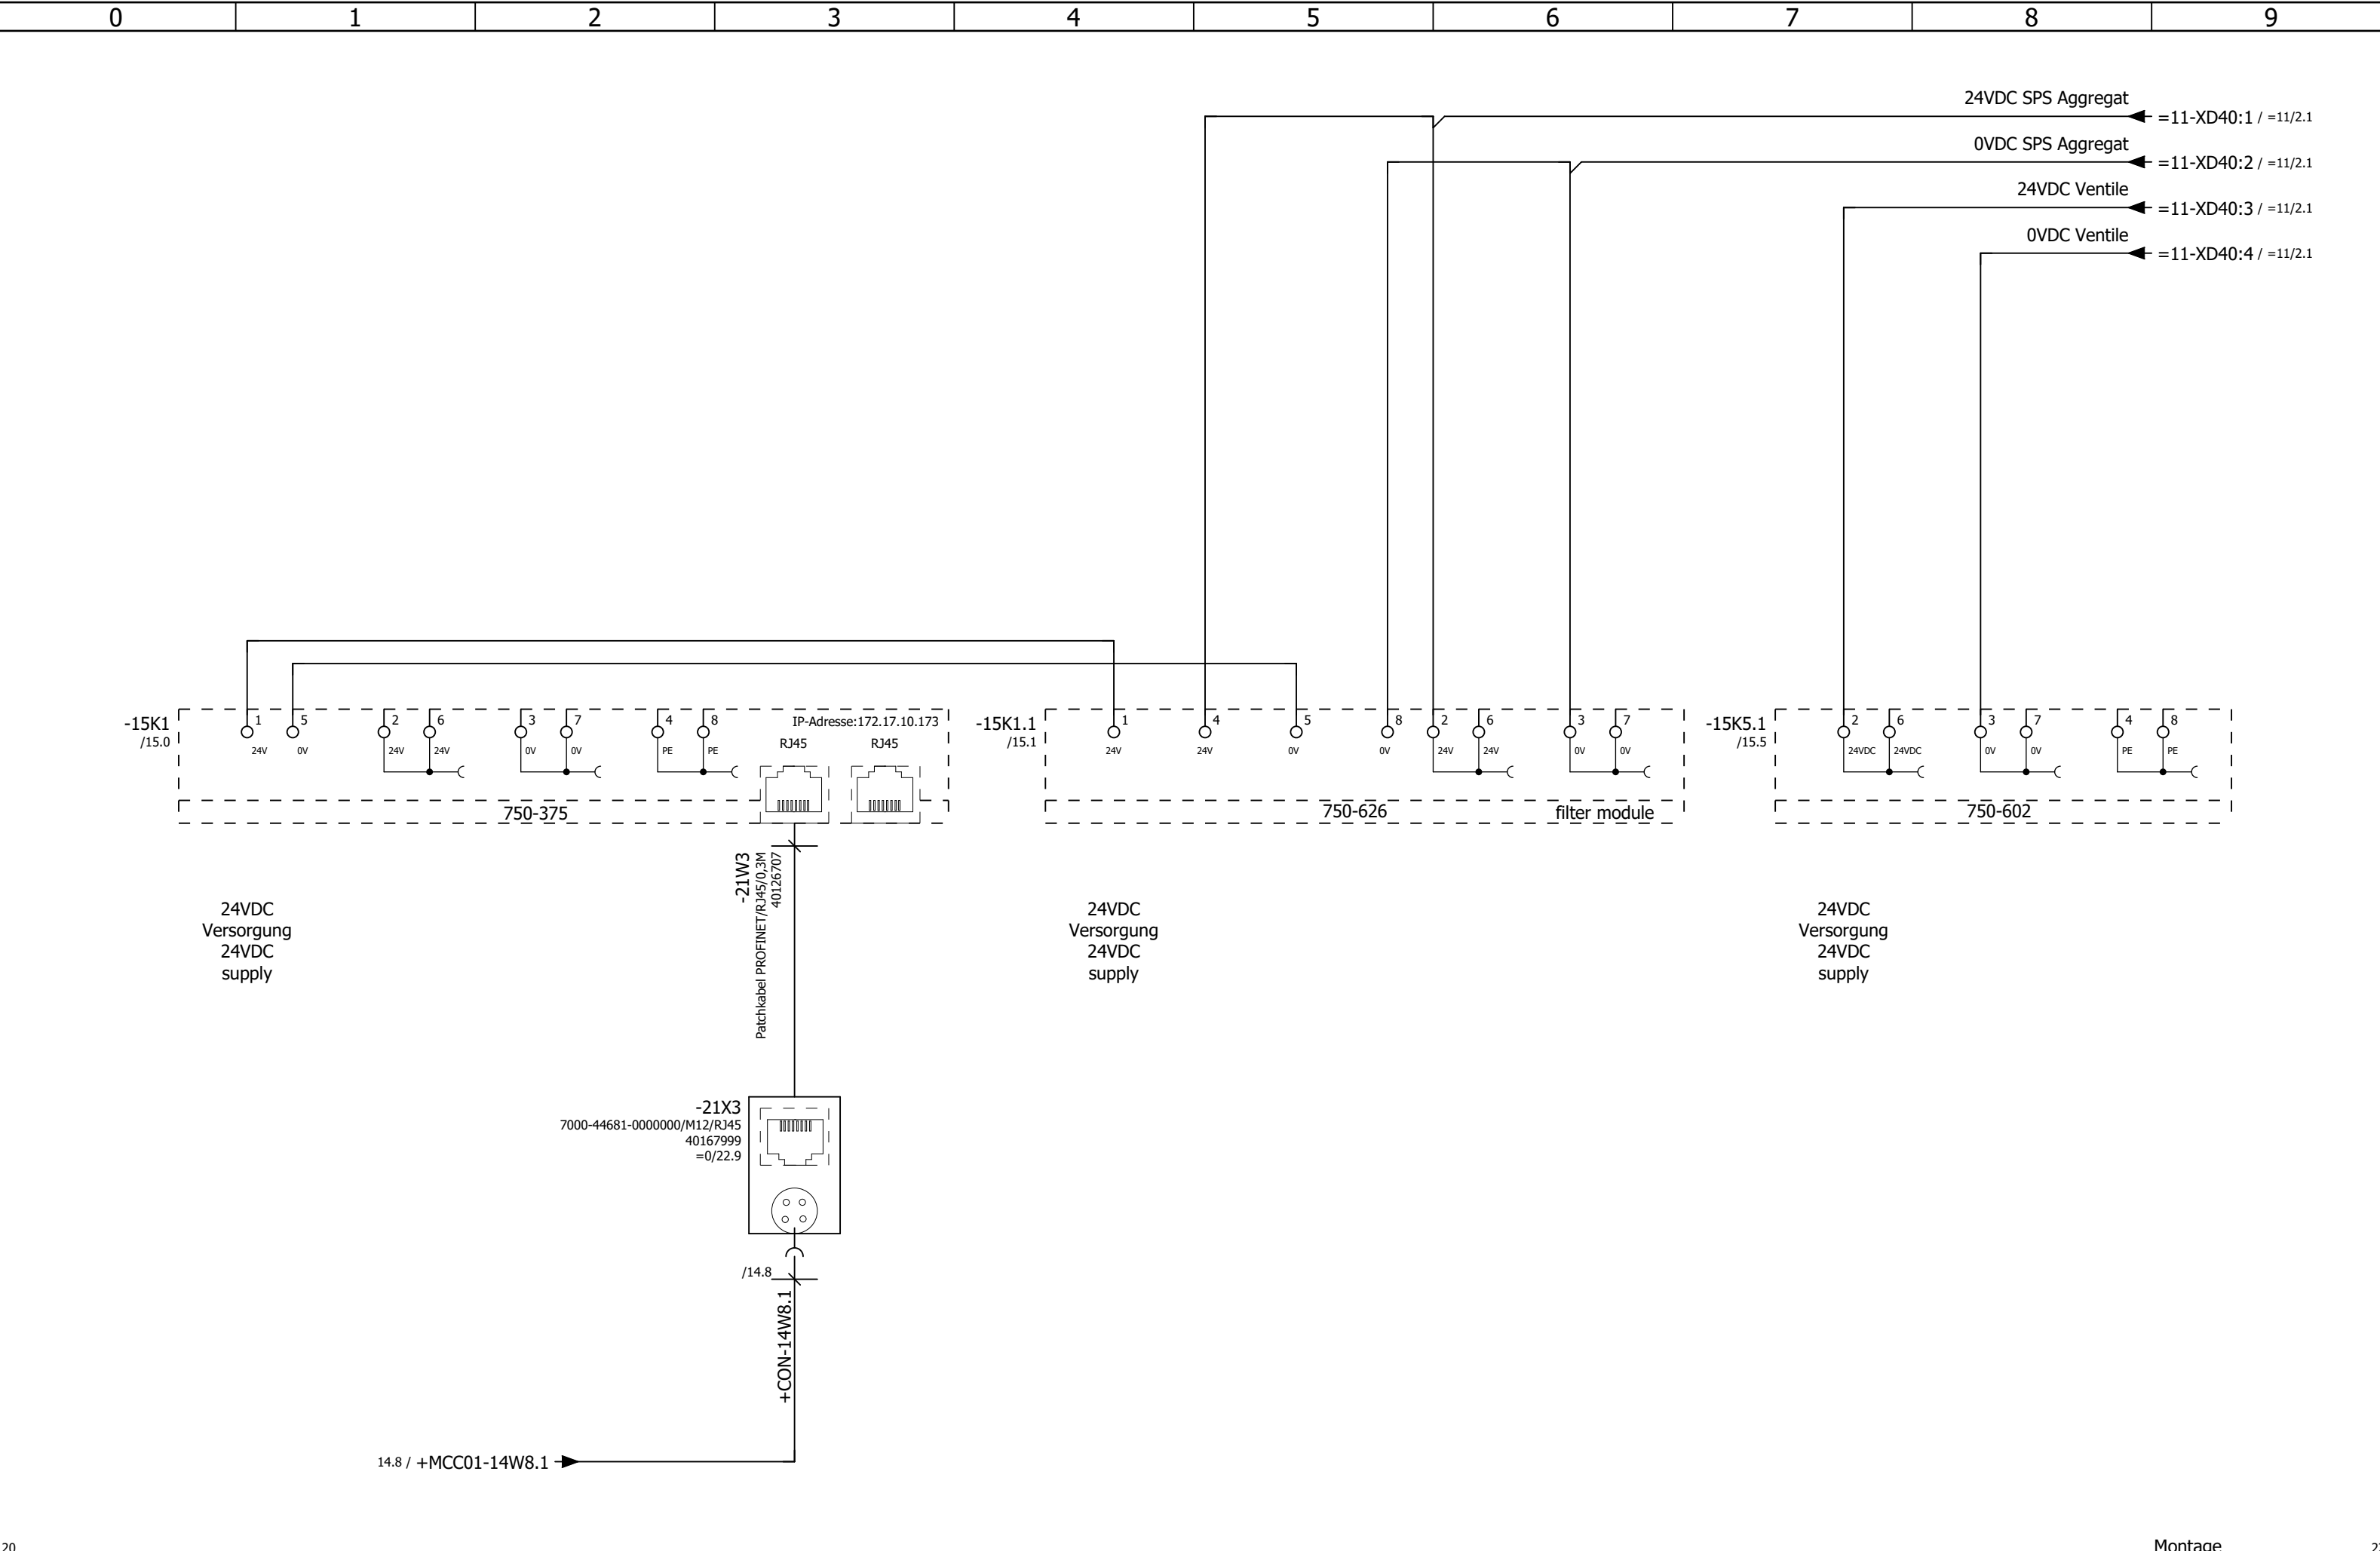 0 1 2 3 4 5 6 7 8 9
24VDC SPS Aggregat
=11-XD40:1 / =11/2.1
0VDC SPS Aggregat
=11-XD40:2 / =11/2.1
24VDC Ventile
=11-XD40:3 / =11/2.1
0VDC Ventile
=11-XD40:4 / =11/2.1
-15K1
/15.0
1 5 2 6 3 7 4 8
24V 0V 24V 24V 0V 0V PE PE
IP-Adresse:172.17.10.173
RJ45 RJ45
750-375
-15K1.1
/15.1
1 4 5 8 2 6 3 7
24V 24V 0V 0V 24V 24V 0V 0V
750-626
filter module
-15K5.1
/15.5
2 6 3 7 4 8
24VDC 24VDC 0V 0V PE PE
750-602
-21W3
Patchkabel PROFINET/RJ45/0,3M
40126707
24VDC
Versorgung
24VDC
supply
24VDC
Versorgung
24VDC
supply
24VDC
Versorgung
24VDC
supply
-21X3
7000-44681-0000000/M12/RJ45
40167999
=0/22.9
/14.8
+CON-14W8.1
14.8 / +MCC01-14W8.1
20
Montage